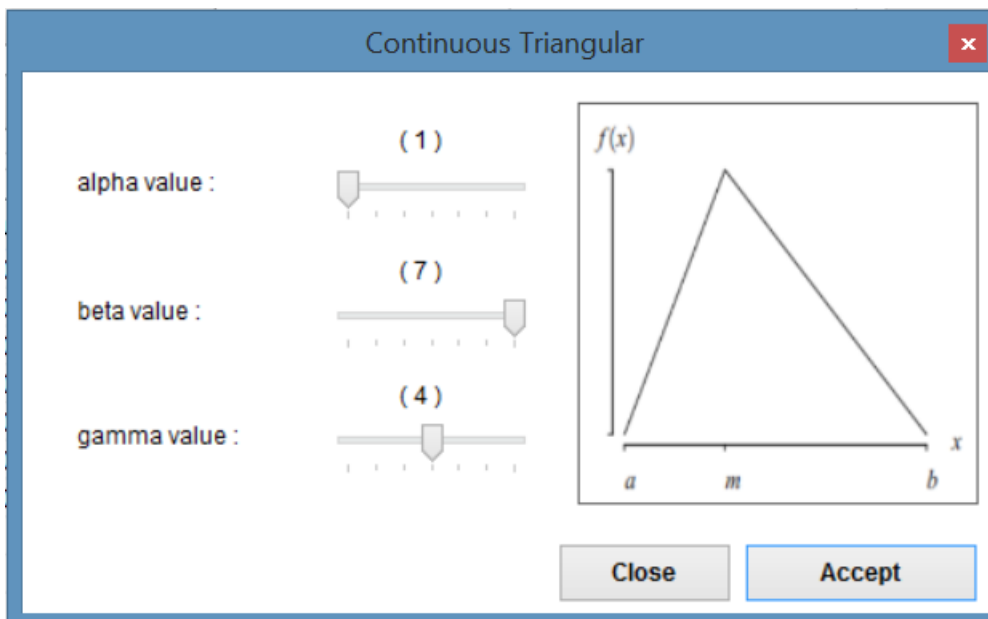 Continuous Triangular
x
( 1 )
alpha value :
( 7 )
beta value :
( 4 )
gamma value :
f(x)
x
a m b
Close Accept